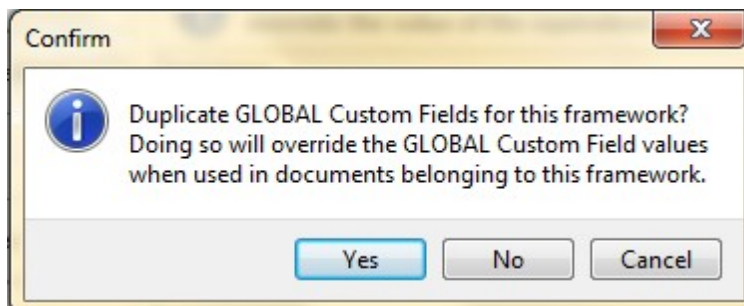 Confirm
Duplicate GLOBAL Custom Fields for this framework?
Doing so will override the GLOBAL Custom Field values
when used in documents belonging to this framework.
Yes
No
Cancel